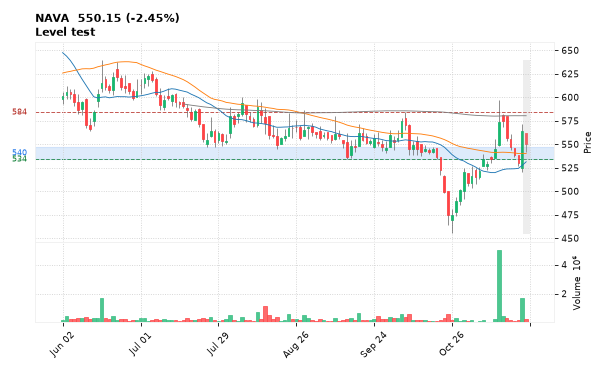 NAVA 550.15 (-2.45%)
Level test
650
625
600
584
575
550
540
534
525
500
475
450
Price
4
2
Volume 10⁶
Jun 02
Jul 01
Jul 29
Aug 26
Sep 24
Oct 26